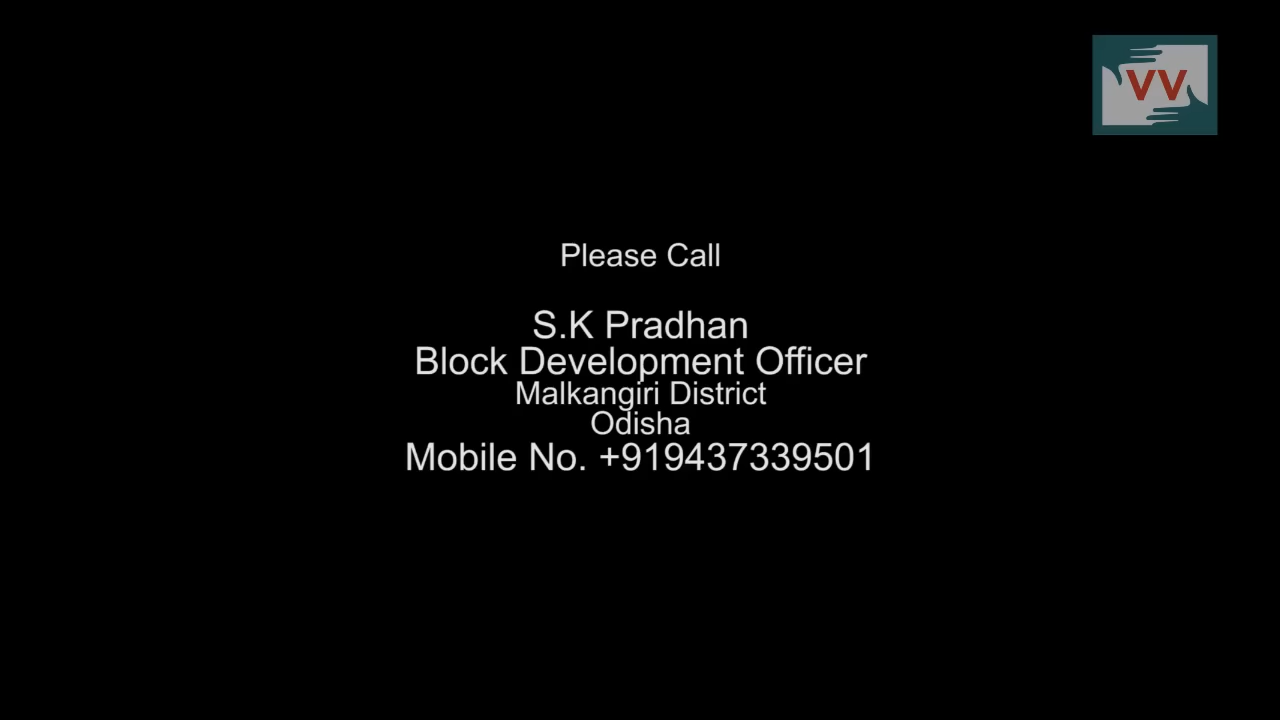 VV
Please Call
S.K Pradhan
Block Development Officer
Malkangiri District
Odisha
Mobile No. +919437339501